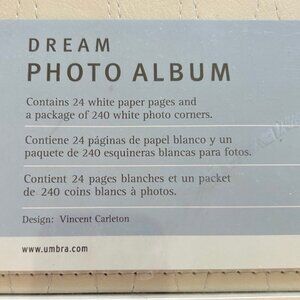 DREAM
PHOTO ALBUM
Contains 24 white paper pages and
a package of 240 white photo corners.
Contiene 24 páginas de papel blanco y un
paquete de 240 esquineras blancas para fotos.
Contient 24 pages blanches et un packet
de 240 coins blancs à photos.
Design: Vincent Carleton
www.umbra.com